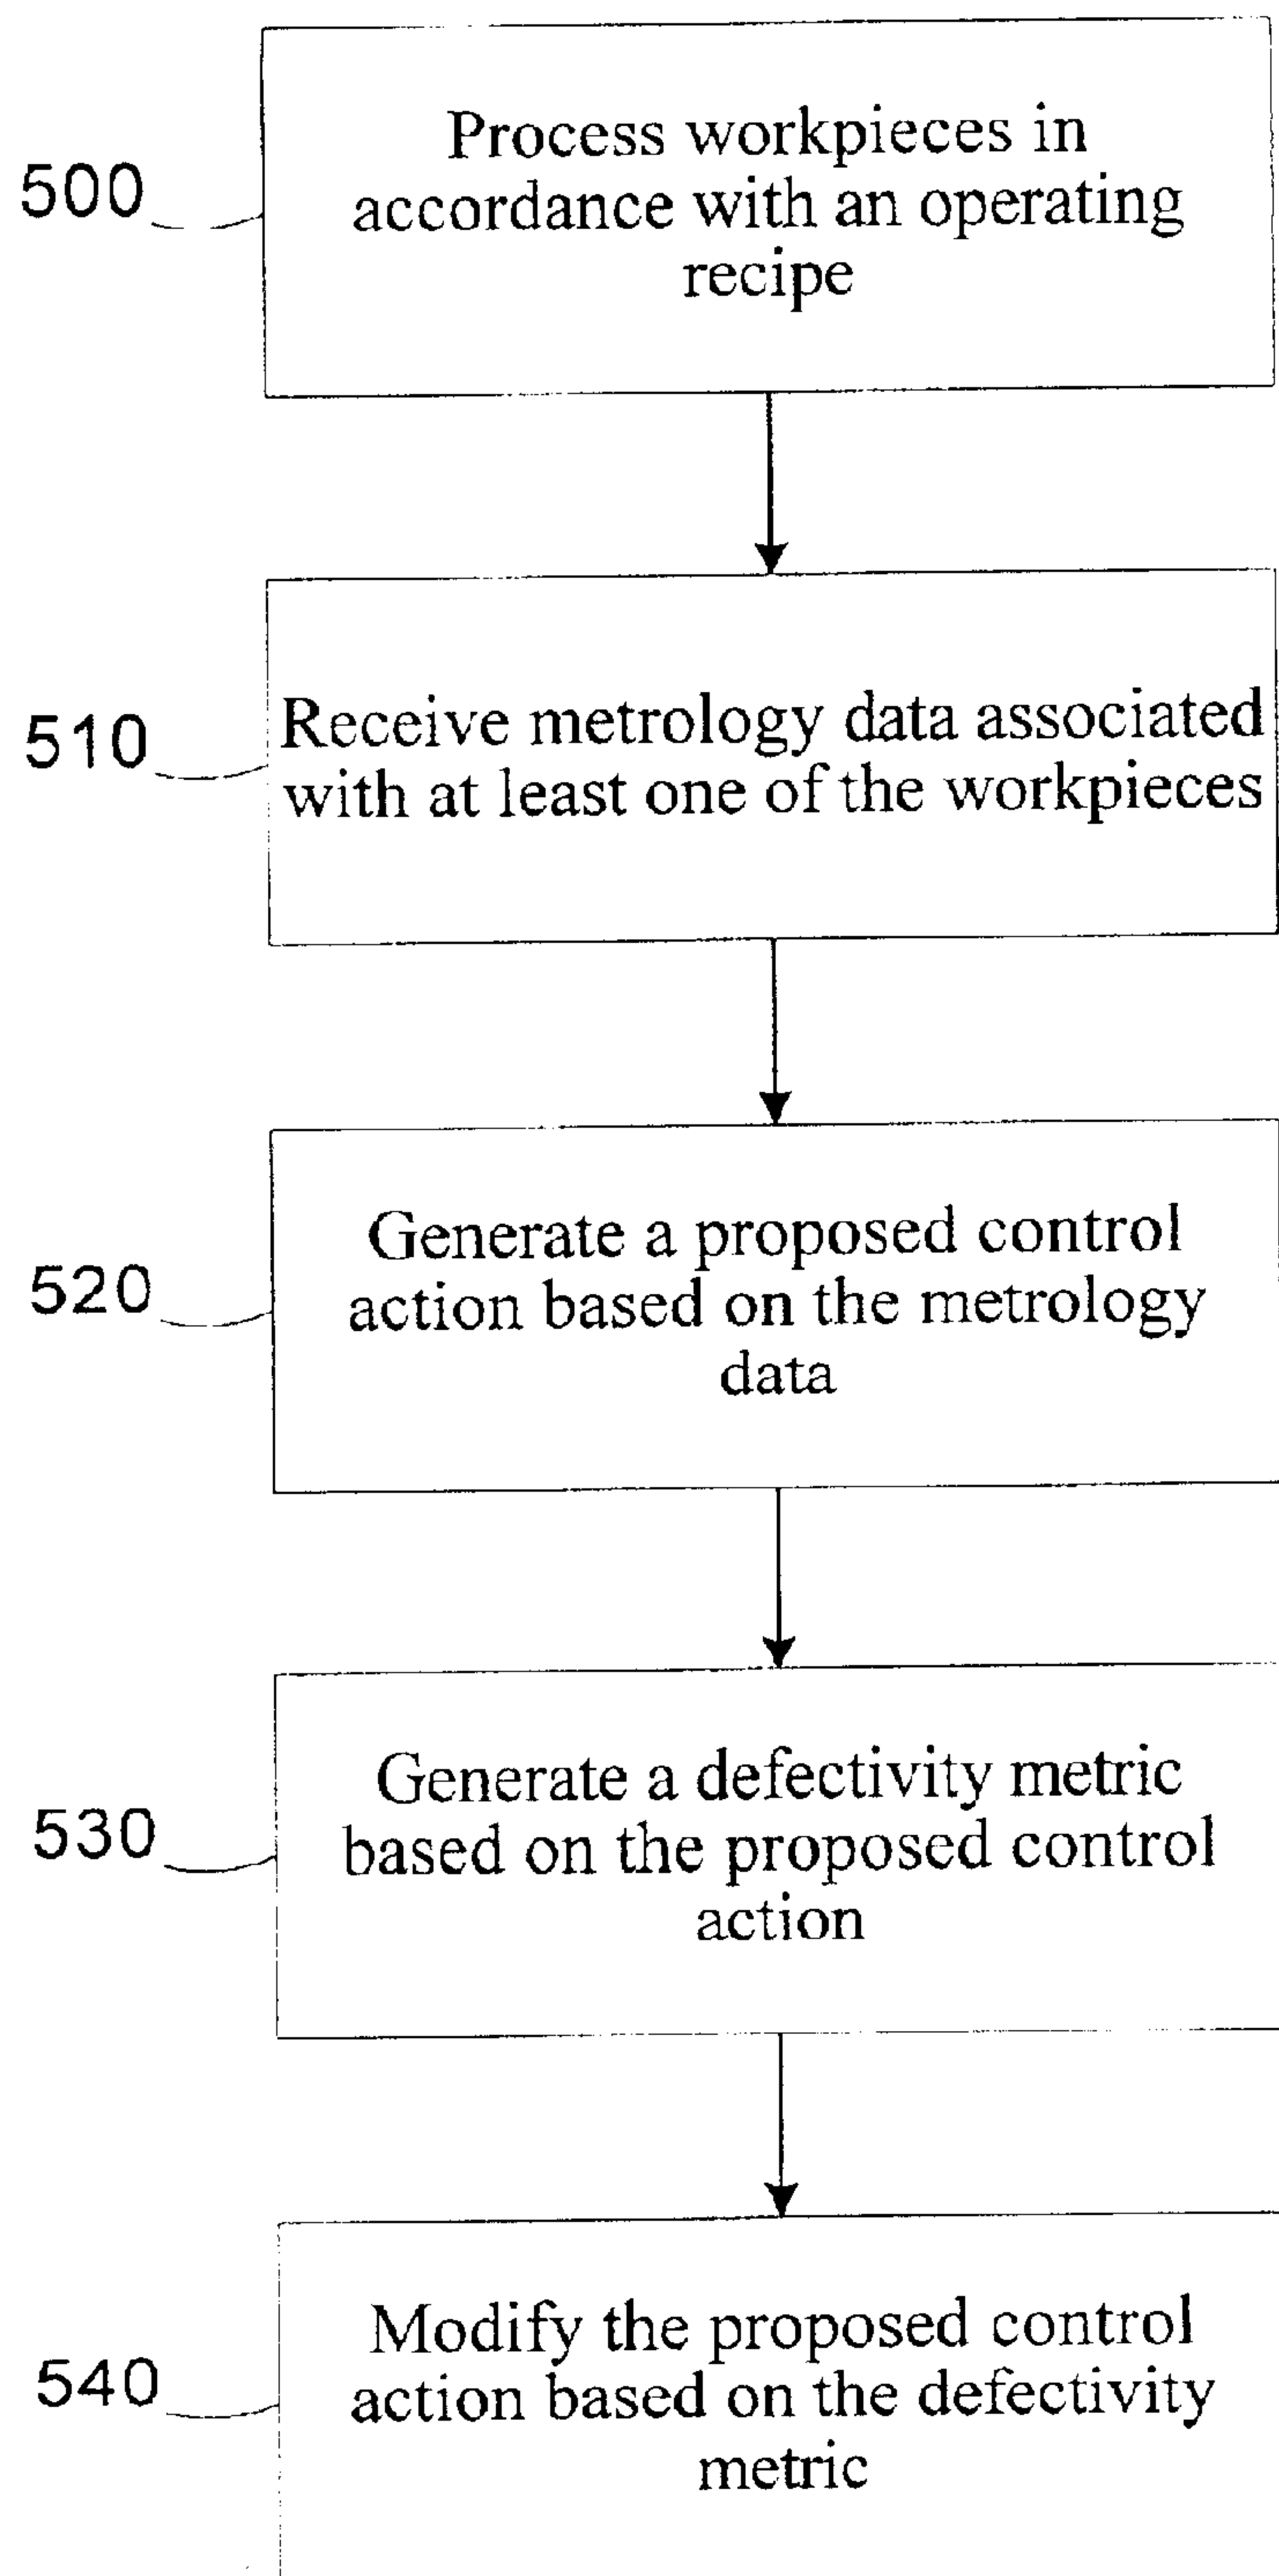 500
Process workpieces in
accordance with an operating
recipe
510
Receive metrology data associated
with at least one of the workpieces
520
Generate a proposed control
action based on the metrology
data
530
Generate a defectivity metric
based on the proposed control
action
540
Modify the proposed control
action based on the defectivity
metric